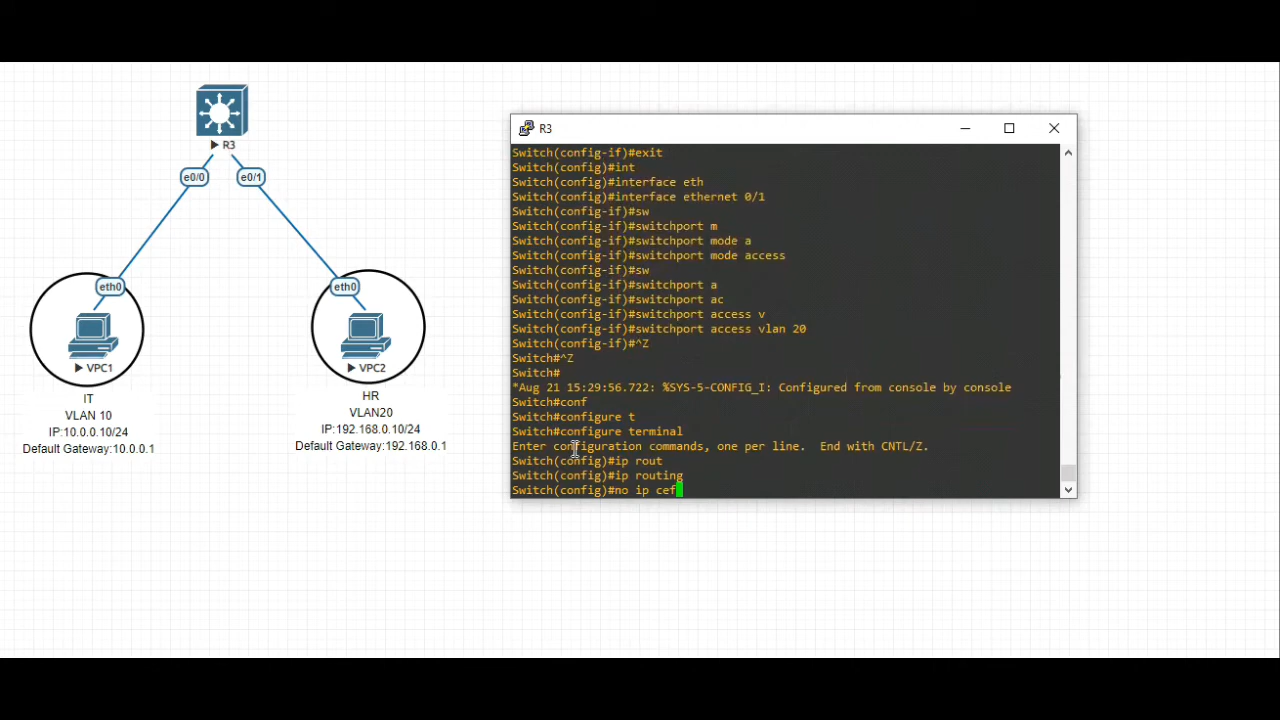 R3
e0/0
e0/1
eth0
eth0
VPC1
VPC2
IT
VLAN 10
IP:10.0.0.10/24
Default Gateway:10.0.0.1
HR
VLAN20
IP:192.168.0.10/24
Default Gateway:192.168.0.1
R3
Switch(config-if)#exit
Switch(config)#int
Switch(config)#interface eth
Switch(config)#interface ethernet 0/1
Switch(config-if)#sw
Switch(config-if)#switchport m
Switch(config-if)#switchport mode a
Switch(config-if)#switchport mode access
Switch(config-if)#sw
Switch(config-if)#switchport a
Switch(config-if)#switchport ac
Switch(config-if)#switchport access v
Switch(config-if)#switchport access vlan 20
Switch(config-if)#^Z
Switch#^Z
Switch#
*Aug 21 15:29:56.722: %SYS-5-CONFIG_I: Configured from console by console
Switch#conf
Switch#configure t
Switch#configure terminal
Enter configuration commands, one per line.  End with CNTL/Z.
Switch(config)#ip rout
Switch(config)#ip routing
Switch(config)#no ip cef